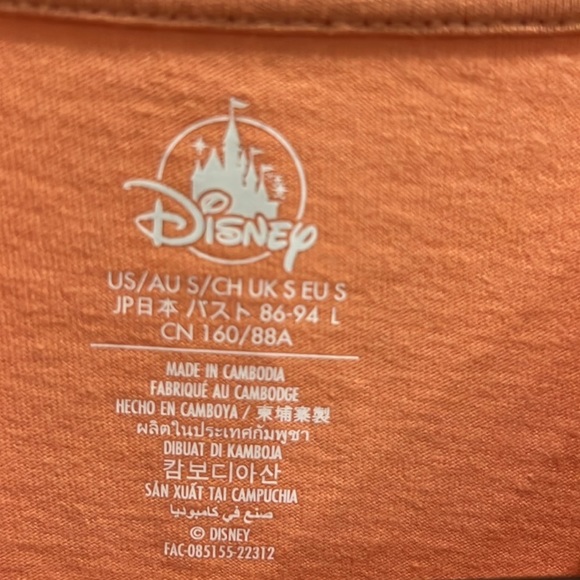 Disney
US/AU S/CH UK S EU S
JP日本 バスト 86-94 L
CN 160/88A
MADE IN CAMBODIA
FABRIQUÉ AU CAMBODGE
HECHO EN CAMBOYA / 柬埔寨製
ผลิตในประเทศกัมพูชา
DIBUAT DI KAMBOJA
캄보디아산
SẢN XUẤT TẠI CAMPUCHIA
صنع في كامبوديا
© DISNEY
FAC-085155-22312